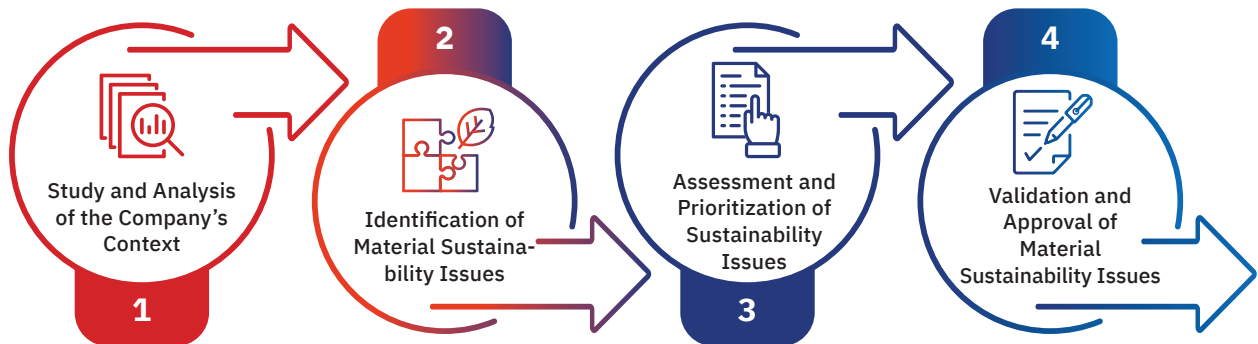 Study and Analysis
of the Company's
Context
1
2
Identification of
Material Sustaina-
bility Issues
Assessment and
Prioritization of
Sustainability
Issues
3
4
Validation and
Approval of
Material
Sustainability Issues